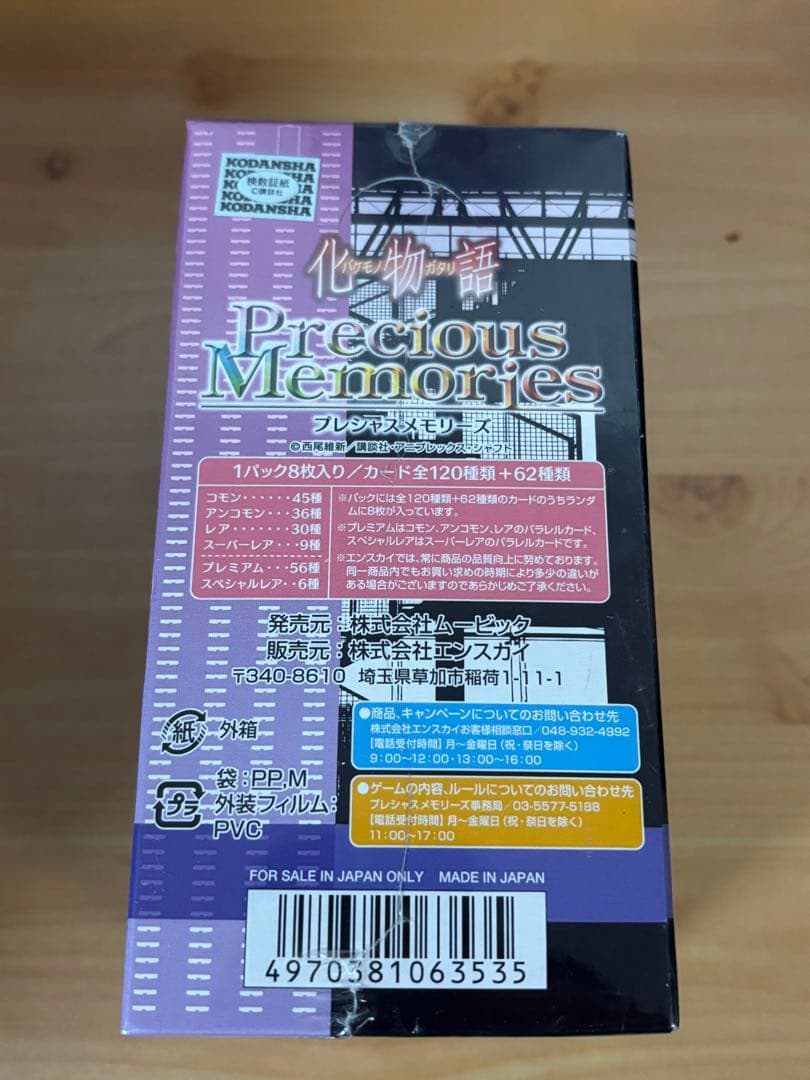 KODANSHA
検数証紙
©講談社
KODANSHA
化物語
バケモノガタリ
Precious
Memories
プレシャスメモリーズ
©西尾維新/講談社・アニプレックス・シャフト
1パック8枚入り/カード全120種類+62種類
コモン・・・・・・45種
アンコモン・・・36種
レア・・・・・・・30種
スーパーレア・・・9種
プレミアム・・・56種
スペシャルレア・・6種
※パックには全120種類+62種類のカードのうちランダ
ムに8枚が入っています。
※プレミアムはコモン、アンコモン、レアのパラレルカード、
スペシャルレアはスーパーレアのパラレルカードです。
※エンスカイでは、常に商品の品質向上に努めております。
同一商品内でもお買い求めの時期により多少の違いが
ある場合がございますのであらかじめご了承ください。
発売元:株式会社ムービック
販売元:株式会社エンスカイ
〒340-8610 埼玉県草加市稲荷1-11-1
紙 外箱
プラ
袋:PP,M
外装フィルム:
PVC
●商品、キャンペーンについてのお問い合わせ先
株式会社エンスカイお客様相談窓口/048-932-4992
【電話受付時間】月~金曜日(祝・祭日を除く)
9:00~12:00・13:00~16:00
●ゲームの内容、ルールについてのお問い合わせ先
プレシャスメモリーズ事務局/03-5577-5188
【電話受付時間】月~金曜日(祝・祭日を除く)
11:00~17:00
FOR SALE IN JAPAN ONLY MADE IN JAPAN
4970381063535